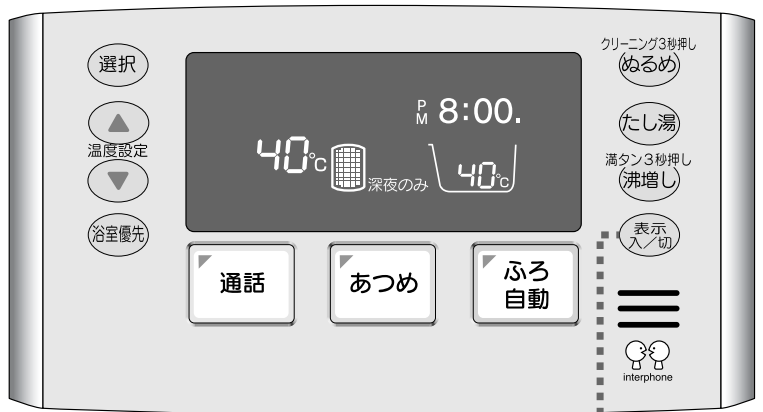 選択
温度設定
浴室優先
PM 8:00.
40℃
深夜のみ
40℃
クリーニング3秒押し
ぬるめ
たし湯
満タン3秒押し
沸増し
表示
入/切
通話
あつめ
ふろ
自動
interphone